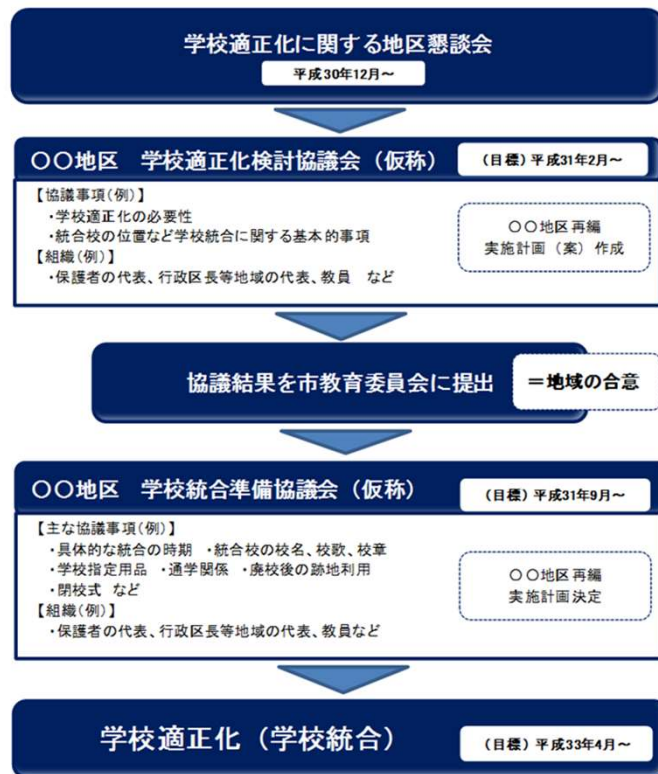 学校適正化に関する地区懇談会
平成30年12月～
〇〇地区　学校適正化検討協議会（仮称）
（目標）平成31年2月～
【協議事項（例）】
・学校適正化の必要性
・統合校の位置など学校統合に関する基本的事項
【組織（例）】
・保護者の代表、行政区長等地域の代表、教員　など
〇〇地区再編
実施計画（案）作成
協議結果を市教育委員会に提出
＝地域の合意
〇〇地区　学校統合準備協議会（仮称）
（目標）平成31年9月～
【主な協議事項（例）】
・具体的な統合の時期　・統合校の校名、校歌、校章
・学校指定用品　・通学関係　・廃校後の跡地利用
・閉校式　など
【組織（例）】
・保護者の代表、行政区長等地域の代表、教員など
〇〇地区再編
実施計画決定
学校適正化（学校統合）
（目標）平成33年4月～